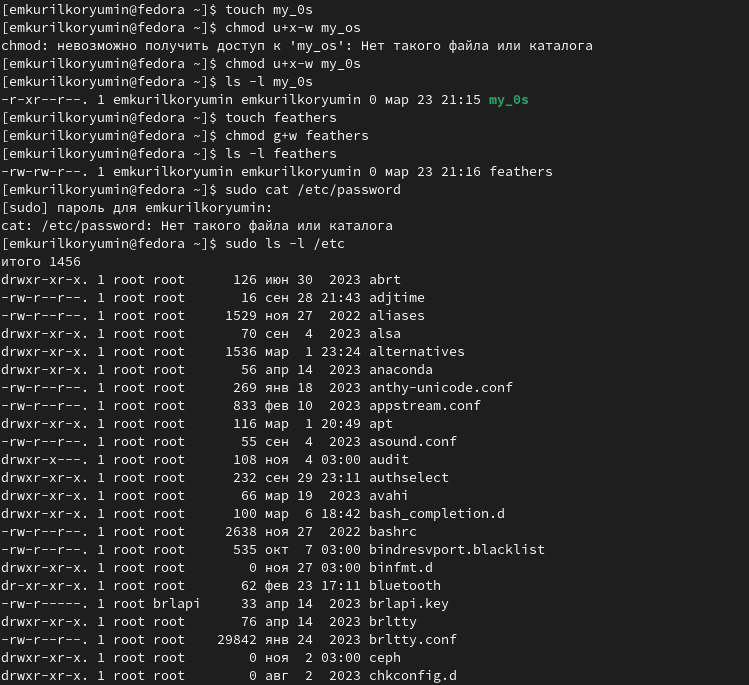 [emkurilkoryumin@fedora ~]$ touch my_0s
[emkurilkoryumin@fedora ~]$ chmod u+x-w my_os
chmod: невозможно получить доступ к 'my_os': Нет такого файла или каталога
[emkurilkoryumin@fedora ~]$ chmod u+x-w my_0s
[emkurilkoryumin@fedora ~]$ ls -l my_0s
-r-xr--r--. 1 emkurilkoryumin emkurilkoryumin 0 мар 23 21:15 my_0s
[emkurilkoryumin@fedora ~]$ touch feathers
[emkurilkoryumin@fedora ~]$ chmod g+w feathers
[emkurilkoryumin@fedora ~]$ ls -l feathers
-rw-rw-r--. 1 emkurilkoryumin emkurilkoryumin 0 мар 23 21:16 feathers
[emkurilkoryumin@fedora ~]$ sudo cat /etc/password
[sudo] пароль для emkurilkoryumin:
cat: /etc/password: Нет такого файла или каталога
[emkurilkoryumin@fedora ~]$ sudo ls -l /etc
итого 1456
drwxr-xr-x. 1 root root      126 июн 30  2023 abrt
-rw-r--r--. 1 root root       16 сен 28 21:43 adjtime
-rw-r--r--. 1 root root     1529 ноя 27  2022 aliases
drwxr-xr-x. 1 root root       70 сен  4  2023 alsa
drwxr-xr-x. 1 root root     1536 мар  1 23:24 alternatives
drwxr-xr-x. 1 root root       56 апр 14  2023 anaconda
-rw-r--r--. 1 root root      269 янв 18  2023 anthy-unicode.conf
-rw-r--r--. 1 root root      833 фев 10  2023 appstream.conf
drwxr-xr-x. 1 root root      116 мар  1 20:49 apt
-rw-r--r--. 1 root root       55 сен  4  2023 asound.conf
drwxr-x---. 1 root root      108 ноя  4 03:00 audit
drwxr-xr-x. 1 root root      232 сен 29 23:11 authselect
drwxr-xr-x. 1 root root       66 мар 19  2023 avahi
drwxr-xr-x. 1 root root      100 мар  6 18:42 bash_completion.d
-rw-r--r--. 1 root root     2638 ноя 27  2022 bashrc
-rw-r--r--. 1 root root      535 окт  7 03:00 bindresvport.blacklist
drwxr-xr-x. 1 root root        0 ноя 27 03:00 binfmt.d
dr-xr-xr-x. 1 root root       62 фев 23 17:11 bluetooth
-rw-r-----. 1 root brlapi     33 апр 14  2023 brlapi.key
drwxr-xr-x. 1 root root       76 апр 14  2023 brltty
-rw-r--r--. 1 root root    29842 янв 24  2023 brltty.conf
drwxr-xr-x. 1 root root        0 ноя  2 03:00 ceph
drwxr-xr-x. 1 root root        0 авг  2  2023 chkconfig.d